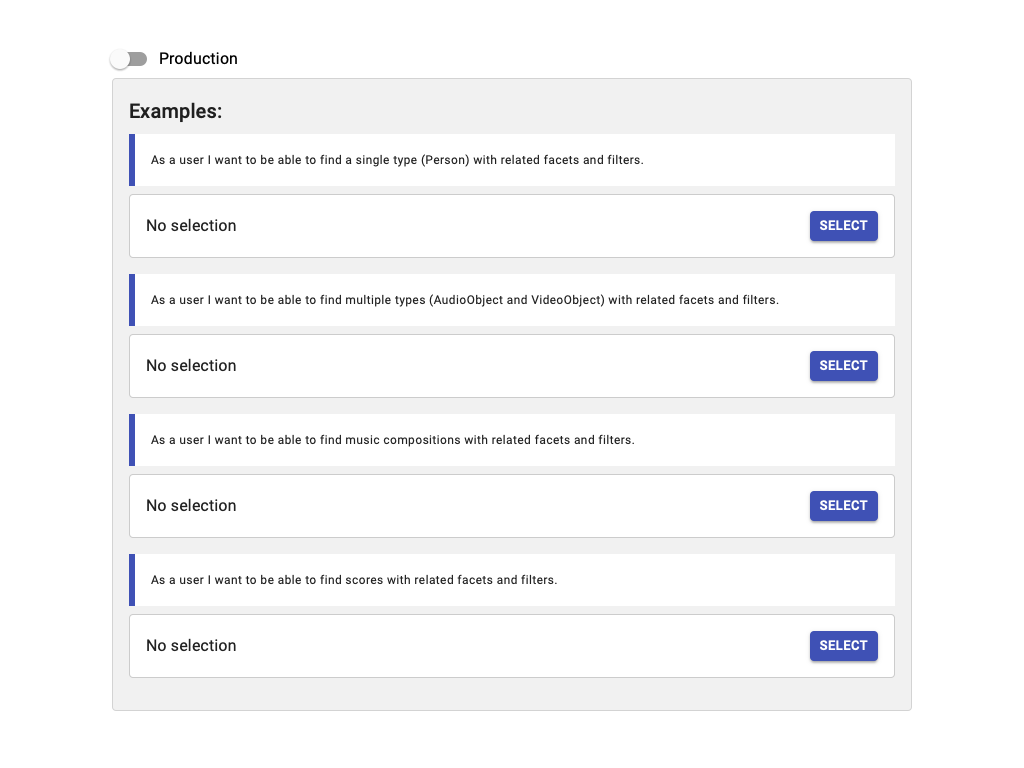 Production
Examples:
As a user I want to be able to find a single type (Person) with related facets and filters.
No selection
SELECT
As a user I want to be able to find multiple types (AudioObject and VideoObject) with related facets and filters.
No selection
SELECT
As a user I want to be able to find music compositions with related facets and filters.
No selection
SELECT
As a user I want to be able to find scores with related facets and filters.
No selection
SELECT